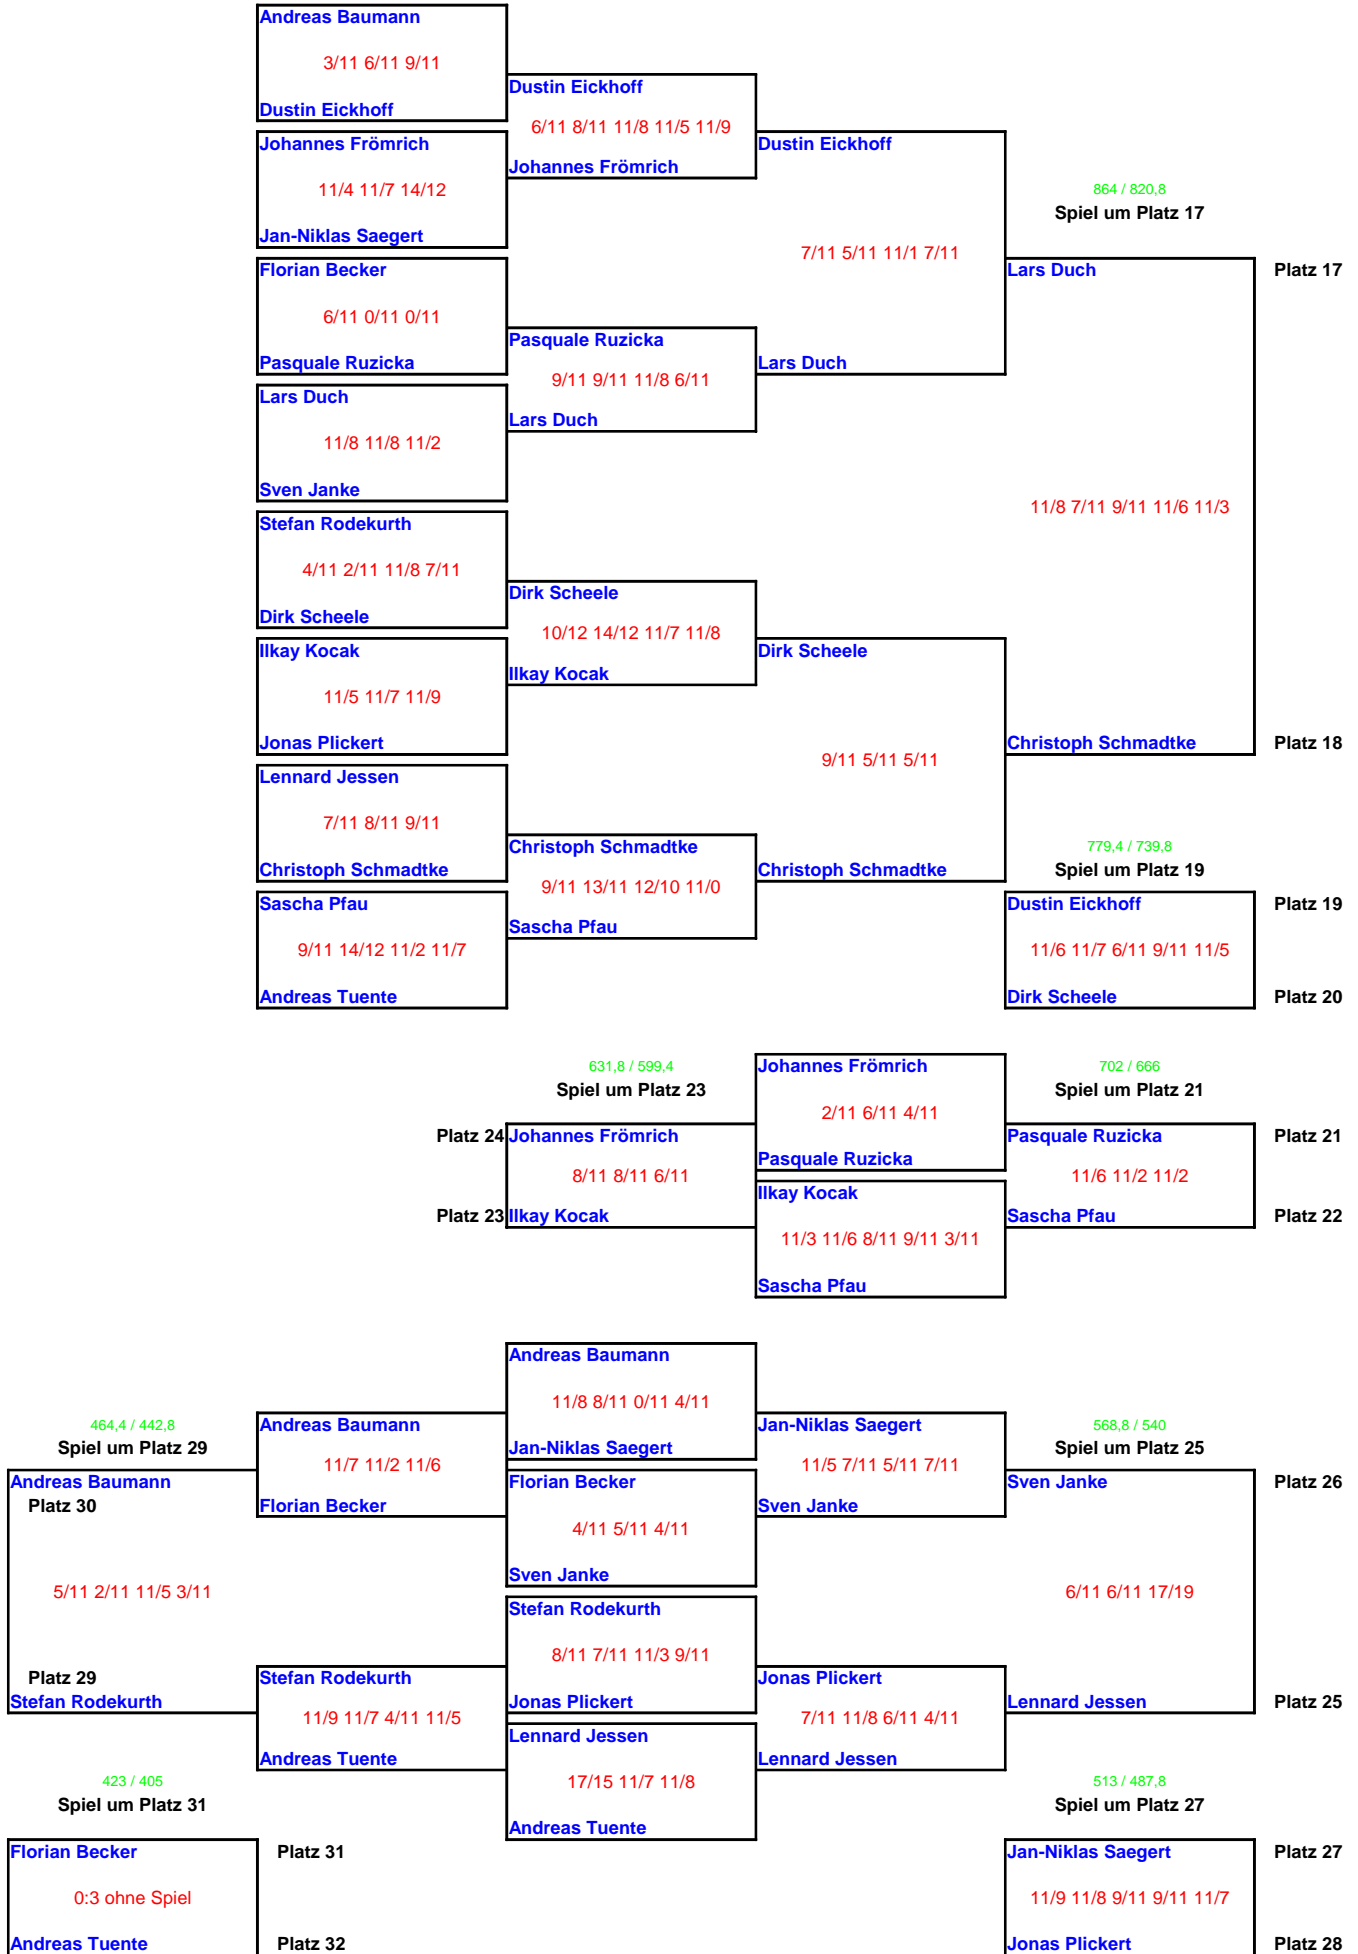 Andreas Baumann
3/11 6/11 9/11
Dustin Eickhoff
Dustin Eickhoff
6/11 8/11 11/8 11/5 11/9
Johannes Frömrich
Dustin Eickhoff
Johannes Frömrich
11/4 11/7 14/12
864 / 820,8
Spiel um Platz 17
Jan-Niklas Saegert
7/11 5/11 11/1 7/11
Florian Becker
Lars Duch
Platz 17
6/11 0/11 0/11
Pasquale Ruzicka
Pasquale Ruzicka
Lars Duch
9/11 9/11 11/8 6/11
Lars Duch
Lars Duch
11/8 11/8 11/2
Sven Janke
11/8 7/11 9/11 11/6 11/3
Stefan Rodekurth
4/11 2/11 11/8 7/11
Dirk Scheele
Dirk Scheele
10/12 14/12 11/7 11/8
Ilkay Kocak
Dirk Scheele
Ilkay Kocak
11/5 11/7 11/9
Jonas Plickert
Christoph Schmadtke
Platz 18
9/11 5/11 5/11
Lennard Jessen
7/11 8/11 9/11
Christoph Schmadtke
779,4 / 739,8
Christoph Schmadtke
Christoph Schmadtke
Spiel um Platz 19
9/11 13/11 12/10 11/0
Sascha Pfau
Dustin Eickhoff
Platz 19
Sascha Pfau
9/11 14/12 11/2 11/7
11/6 11/7 6/11 9/11 11/5
Andreas Tuente
Dirk Scheele
Platz 20
631,8 / 599,4
Johannes Frömrich
702 / 666
Spiel um Platz 23
Spiel um Platz 21
2/11 6/11 4/11
Platz 24
Johannes Frömrich
Pasquale Ruzicka
Platz 21
Pasquale Ruzicka
8/11 8/11 6/11
11/6 11/2 11/2
Ilkay Kocak
Platz 23
Ilkay Kocak
Sascha Pfau
Platz 22
11/3 11/6 8/11 9/11 3/11
Sascha Pfau
Andreas Baumann
11/8 8/11 0/11 4/11
464,4 / 442,8
Andreas Baumann
Jan-Niklas Saegert
568,8 / 540
Spiel um Platz 29
Jan-Niklas Saegert
Spiel um Platz 25
11/7 11/2 11/6
11/5 7/11 5/11 7/11
Andreas Baumann
Florian Becker
Sven Janke
Platz 26
Platz 30
Florian Becker
Sven Janke
4/11 5/11 4/11
Sven Janke
5/11 2/11 11/5 3/11
6/11 6/11 17/19
Stefan Rodekurth
8/11 7/11 11/3 9/11
Platz 29
Stefan Rodekurth
Jonas Plickert
Stefan Rodekurth
Jonas Plickert
Lennard Jessen
Platz 25
11/9 11/7 4/11 11/5
7/11 11/8 6/11 4/11
Lennard Jessen
Andreas Tuente
Lennard Jessen
423 / 405
17/15 11/7 11/8
513 / 487,8
Spiel um Platz 31
Spiel um Platz 27
Andreas Tuente
Florian Becker
Platz 31
Jan-Niklas Saegert
Platz 27
0:3 ohne Spiel
11/9 11/8 9/11 9/11 11/7
Andreas Tuente
Platz 32
Jonas Plickert
Platz 28